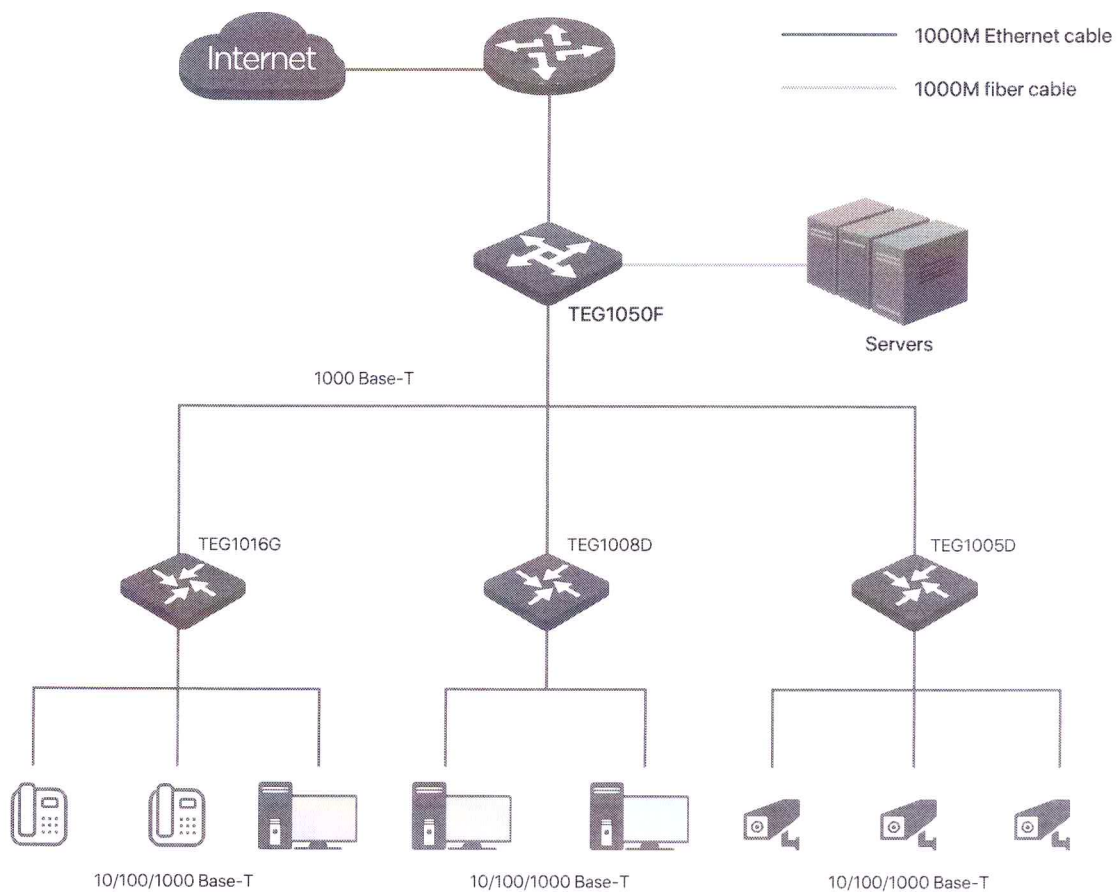 Internet
1000M Ethernet cable
1000M fiber cable
TEG1050F
Servers
1000 Base-T
TEG1016G
TEG1008D
TEG1005D
10/100/1000 Base-T
10/100/1000 Base-T
10/100/1000 Base-T